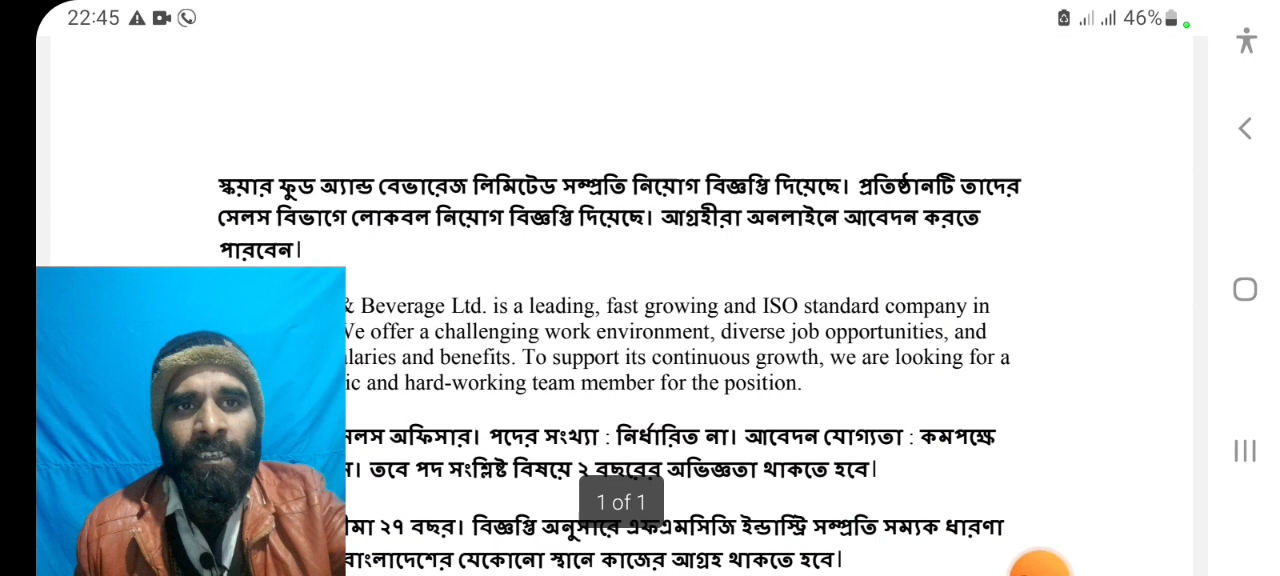 22:45
46%
স্কয়ার ফুড অ্যান্ড বেভারেজ লিমিটেড সম্প্রতি নিয়োগ বিজ্ঞপ্তি দিয়েছে। প্রতিষ্ঠানটি তাদের
সেলস বিভাগে লোকবল নিয়োগ বিজ্ঞপ্তি দিয়েছে। আগ্রহীরা অনলাইনে আবেদন করতে
পারবেন।
& Beverage Ltd. is a leading, fast growing and ISO standard company in
offer a challenging work environment, diverse job opportunities, and
and benefits. To support its continuous growth, we are looking for a
and hard-working team member for the position.
অফিসার। পদের সংখ্যা : নির্ধারিত না। আবেদন যোগ্যতা : কমপক্ষে
তবে পদ সংশ্লিষ্ট বিষয়ে ২ বছরের অভিজ্ঞতা থাকতে হবে।
1 of 1
২৭ বছর। বিজ্ঞপ্তি অনুসারে এফএমসিজি ইন্ডাস্ট্রি সম্প্রতি সম্যক ধারণা
বাংলাদেশের যেকোনো স্থানে কাজের আগ্রহ থাকতে হবে।